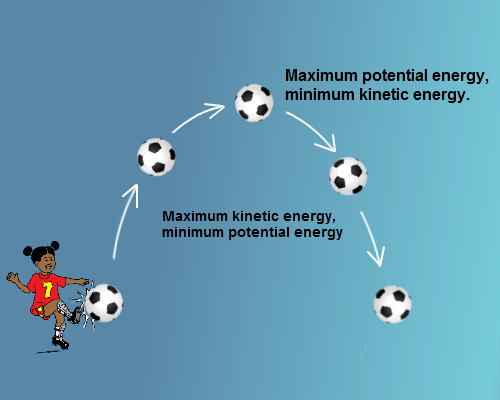 Maximum potential energy,
minimum kinetic energy.
Maximum kinetic energy,
minimum potential energy
7